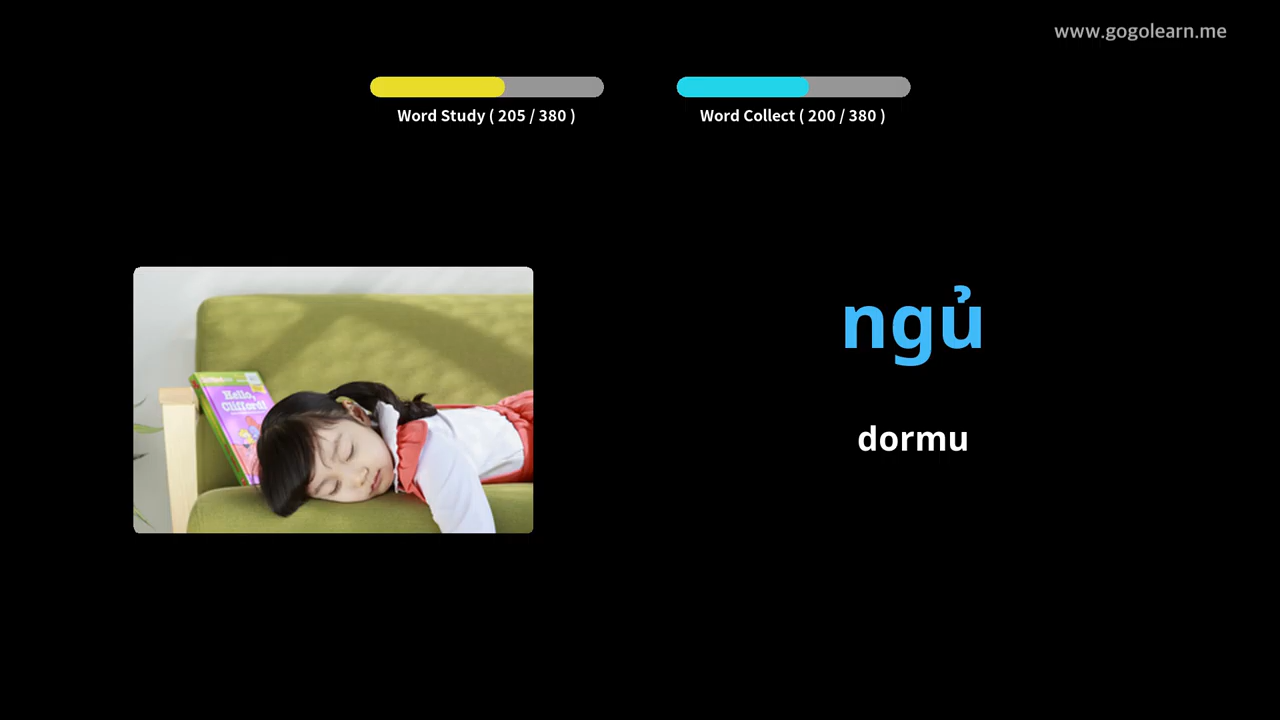 www.gogolearn.me
Word Study ( 205 / 380 )
Word Collect ( 200 / 380 )
ngủ
dormu
Hello,
Clifford!